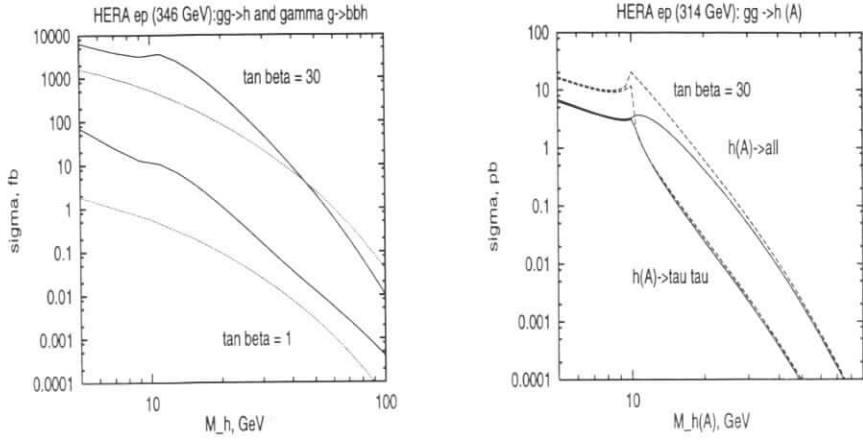 HERA ep (346 GeV):gg->h and gamma g->bbh
10000
1000
100
10
1
0.1
0.01
0.001
0.0001
sigma, fb
tan beta = 30
tan beta = 1
10
100
M_h, GeV
HERA ep (314 GeV): gg ->h (A)
100
10
1
0.1
0.01
0.001
0.0001
sigma, pb
tan beta = 30
h(A)->all
h(A)->tau tau
10
M_h(A), GeV